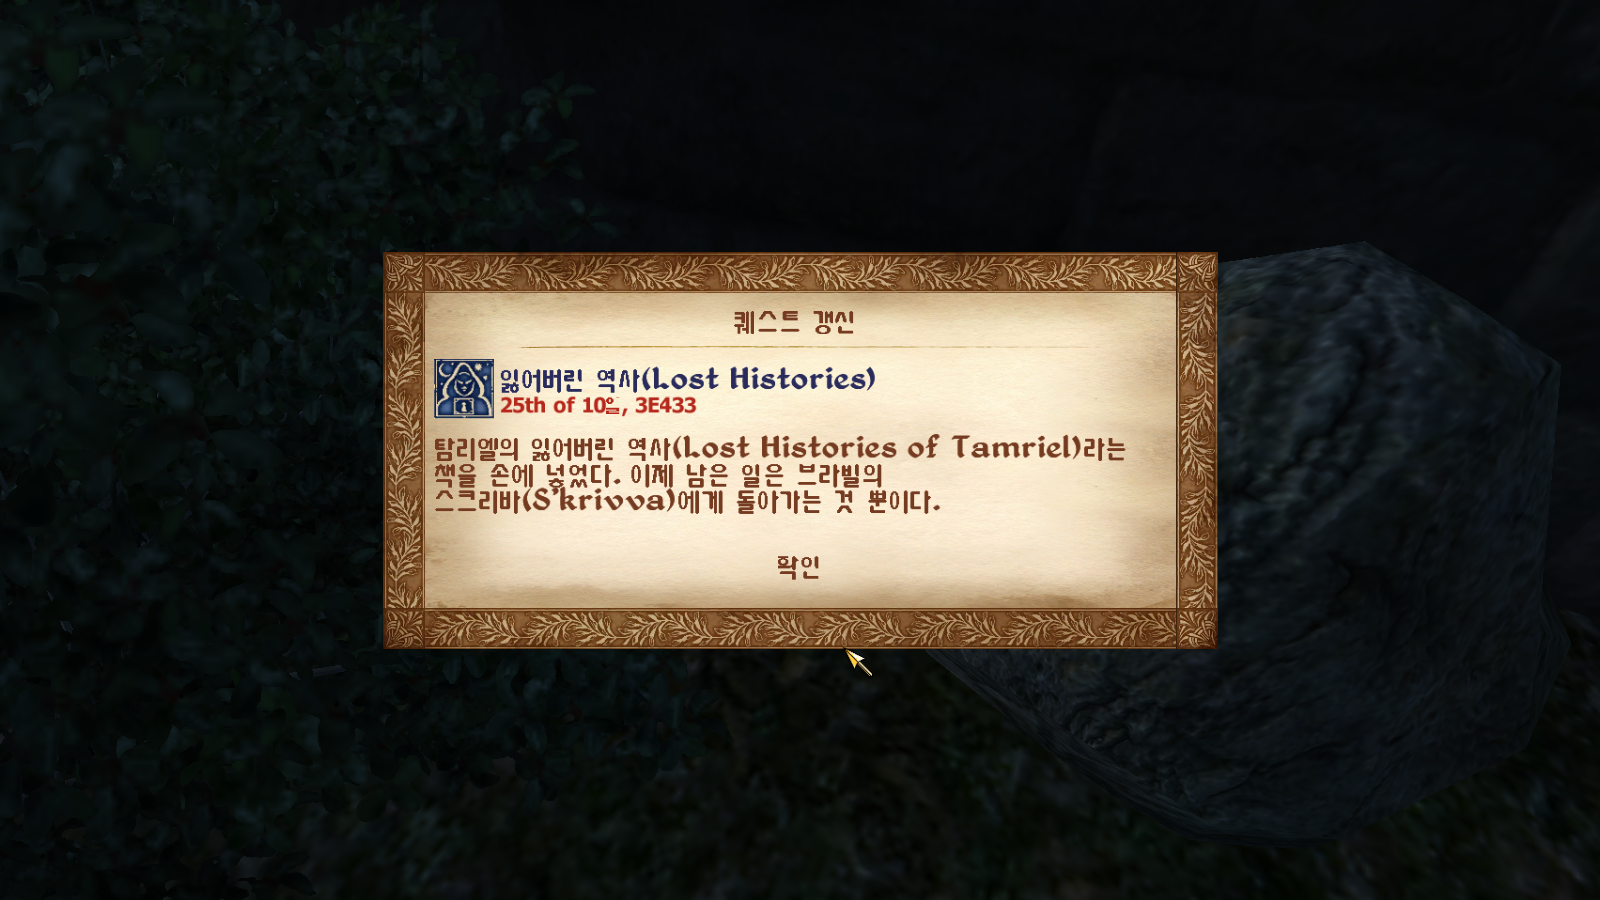 퀘스트 갱신
잃어버린 역사(Lost Histories)
25th of 10일, 3E433
탐리엘의 잃어버린 역사(Lost Histories of Tamriel)라는
책을 손에 넣었다. 이제 남은 일은 브라빌의
스크리바(S'krivva)에게 돌아가는 것 뿐이다.
확인